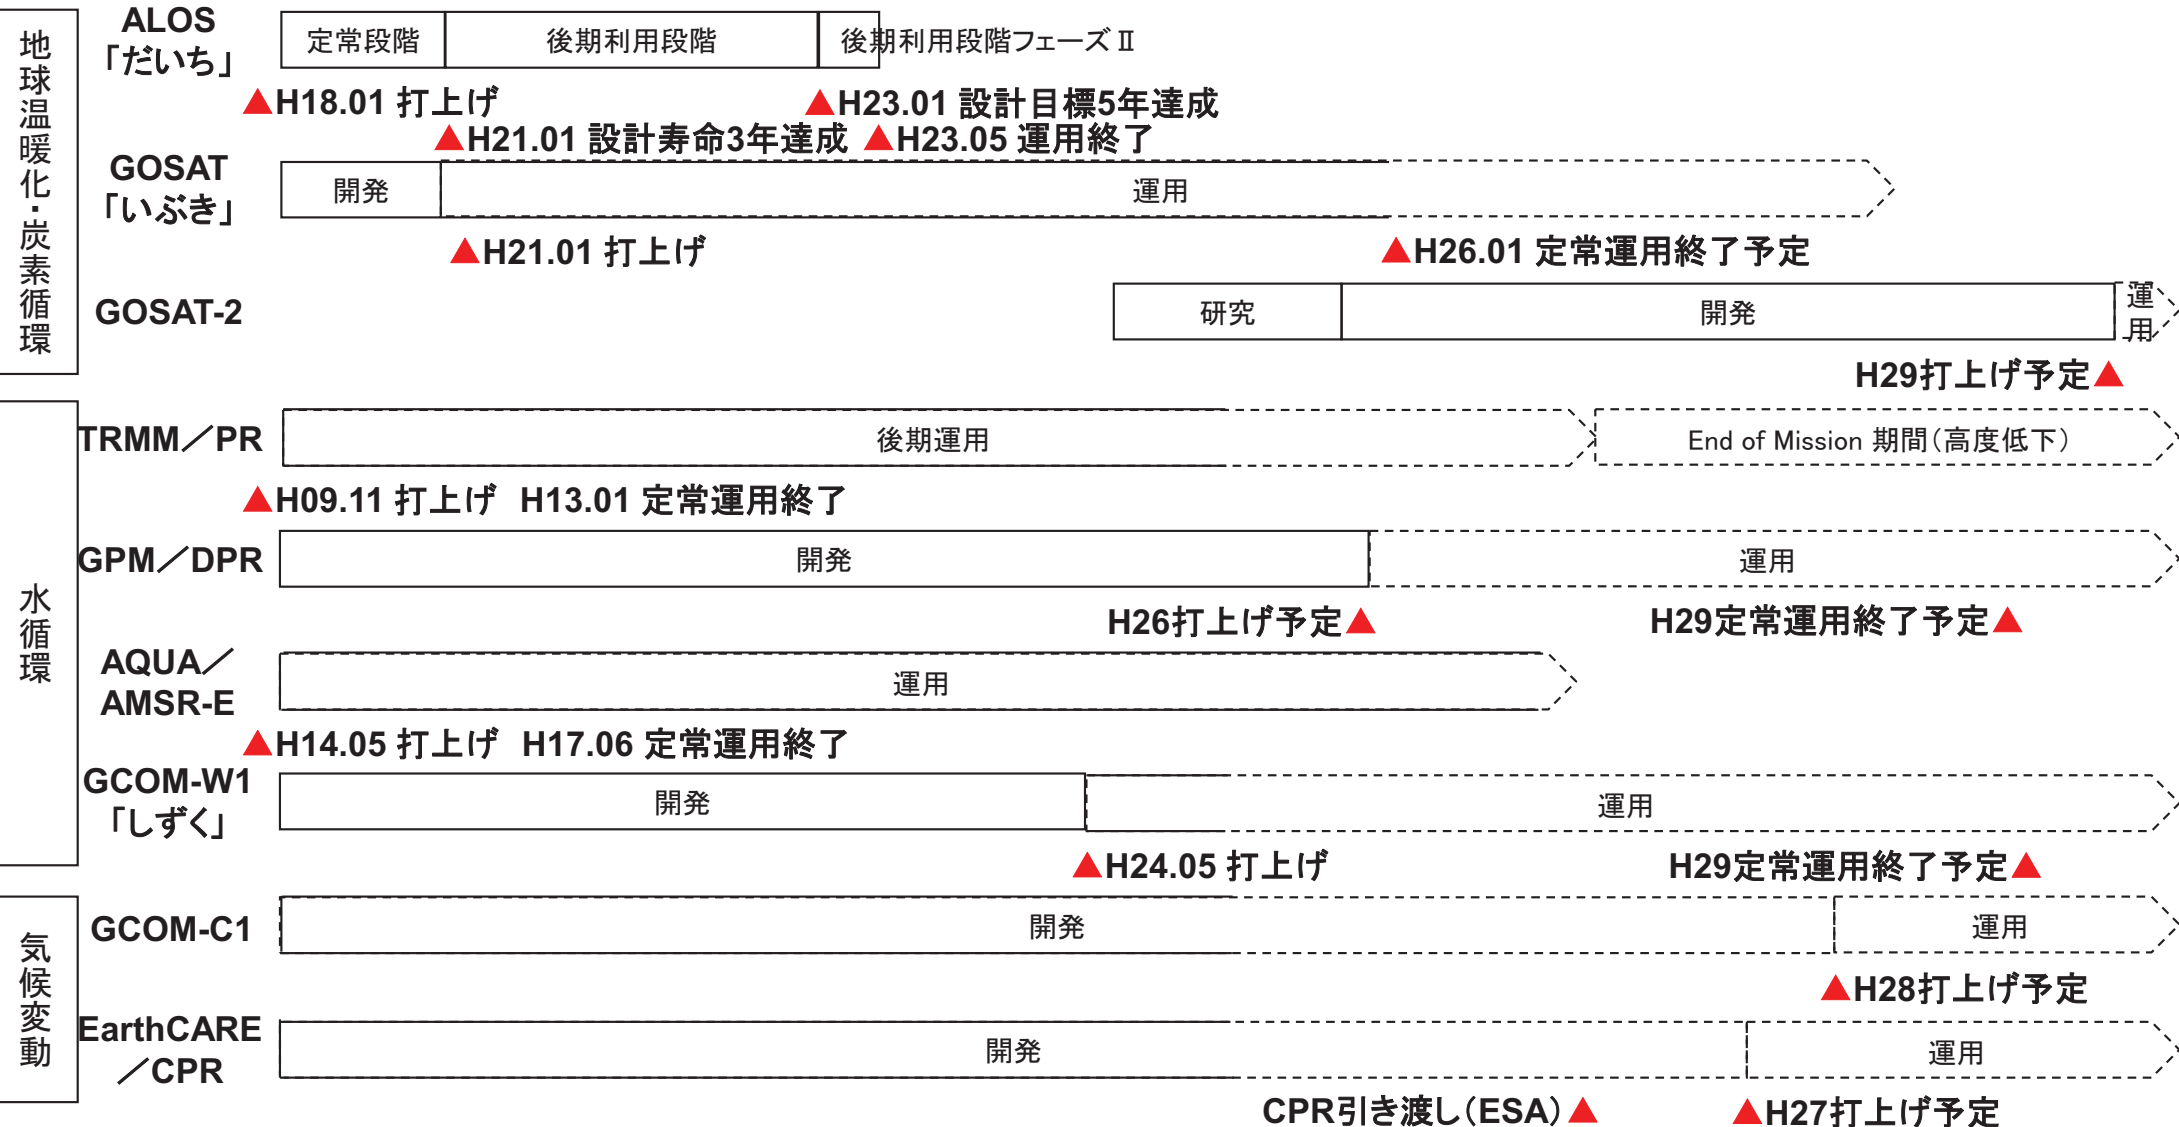 地球温暖化・炭素循環
ALOS
「だいち」
定常段階
後期利用段階
後期利用段階フェーズⅡ
▲H18.01 打上げ
▲H23.01 設計目標5年達成
▲H21.01 設計寿命3年達成
▲H23.05 運用終了
GOSAT
「いぶき」
開発
運用
▲H21.01 打上げ
▲H26.01 定常運用終了予定
GOSAT-2
研究
開発
運用
H29打上げ予定▲
水循環
TRMM／PR
後期運用
End of Mission 期間（高度低下）
▲H09.11 打上げ H13.01 定常運用終了
GPM／DPR
開発
運用
H26打上げ予定▲
H29定常運用終了予定▲
AQUA／
AMSR-E
運用
▲H14.05 打上げ H17.06 定常運用終了
GCOM-W1
「しずく」
開発
運用
▲H24.05 打上げ
H29定常運用終了予定▲
気候変動
GCOM-C1
開発
運用
▲H28打上げ予定
EarthCARE
／CPR
開発
運用
CPR引き渡し（ESA）▲
▲H27打上げ予定